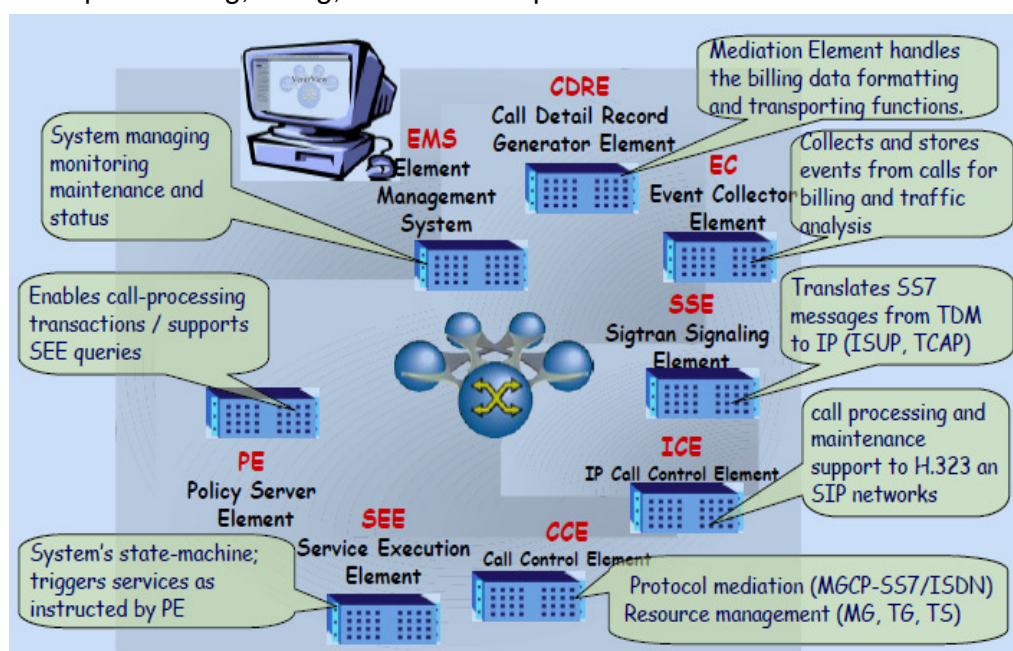 Mediation Element handles
the billing data formatting
and transporting functions.
CDRE
Call Detail Record
Generator Element
System managing
monitoring
maintenance and
status
EMS
Element
Management
System
Collects and stores
events from calls for
billing and traffic
analysis
EC
Event Collector
Element
Enables call-processing
transactions / supports
SEE queries
SSE
Sigtran Signaling
Element
Translates SS7
messages from TDM
to IP (ISUP, TCAP)
call processing and
maintenance
support to H.323 an
SIP networks
ICE
IP Call Control Element
PE
Policy Server
Element
SEE
Service Execution
Element
CCE
Call Control Element
System's state-machine;
triggers services as
instructed by PE
Protocol mediation (MGCP-SS7/ISDN)
Resource management (MG, TG, TS)